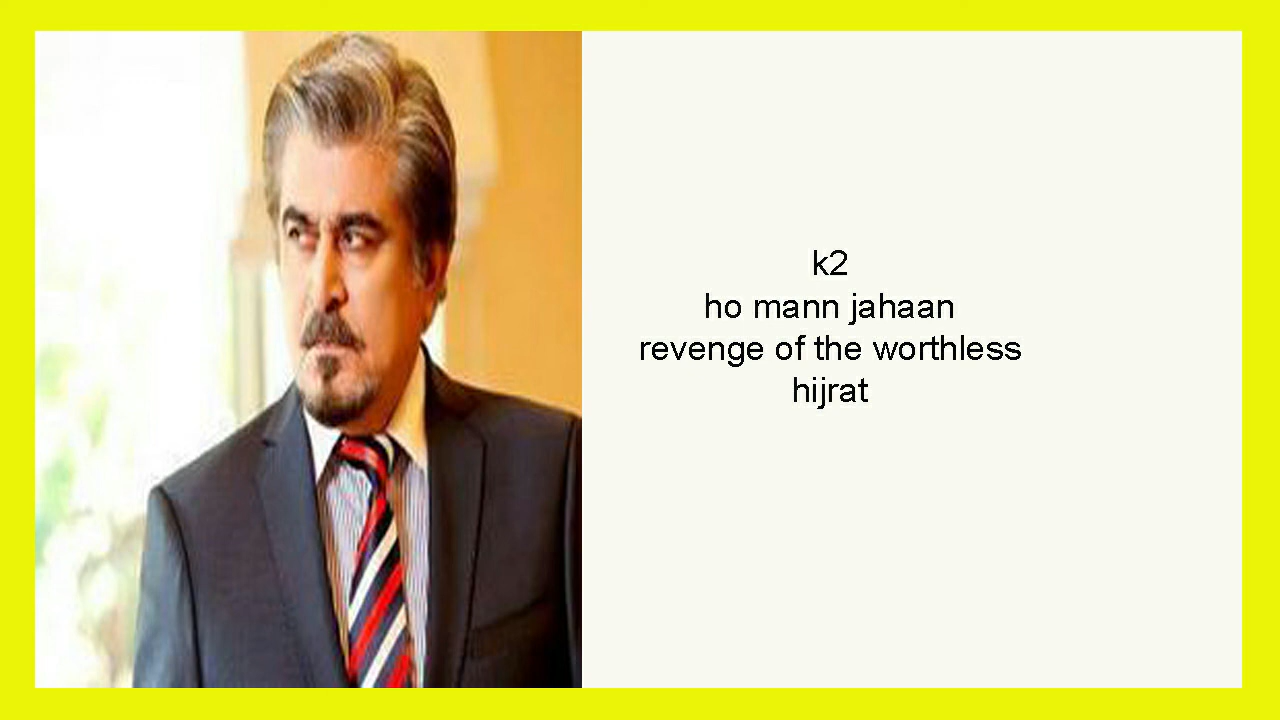 k2
ho mann jahaan
revenge of the worthless
hijrat